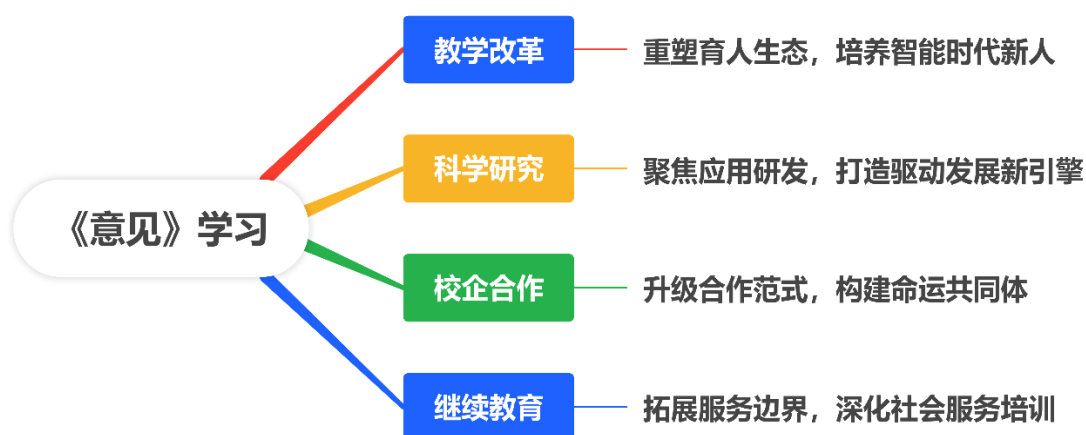 《意见》学习
教学改革
重塑育人生态，培养智能时代新人
科学研究
聚焦应用研发，打造驱动发展新引擎
校企合作
升级合作范式，构建命运共同体
继续教育
拓展服务边界，深化社会服务培训